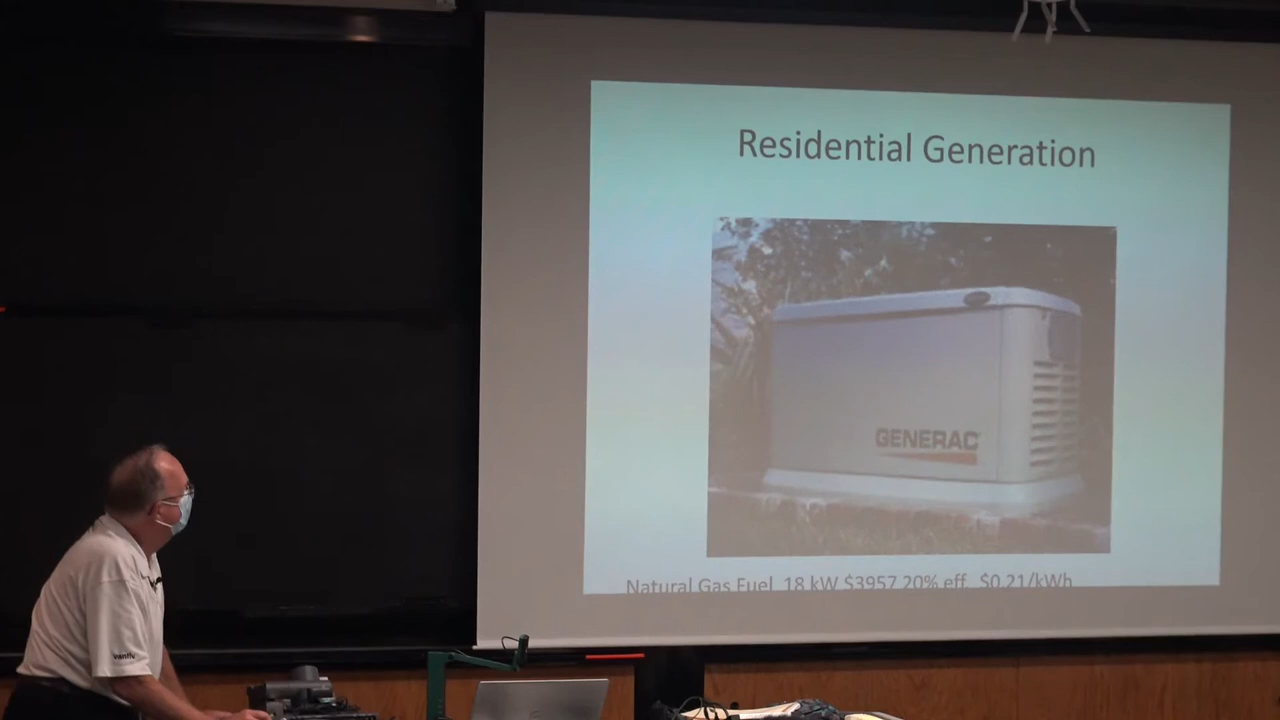 Residential Generation
GENERAC
Natural Gas Fuel 18 kW $3957 20% eff. $0.21/kWh